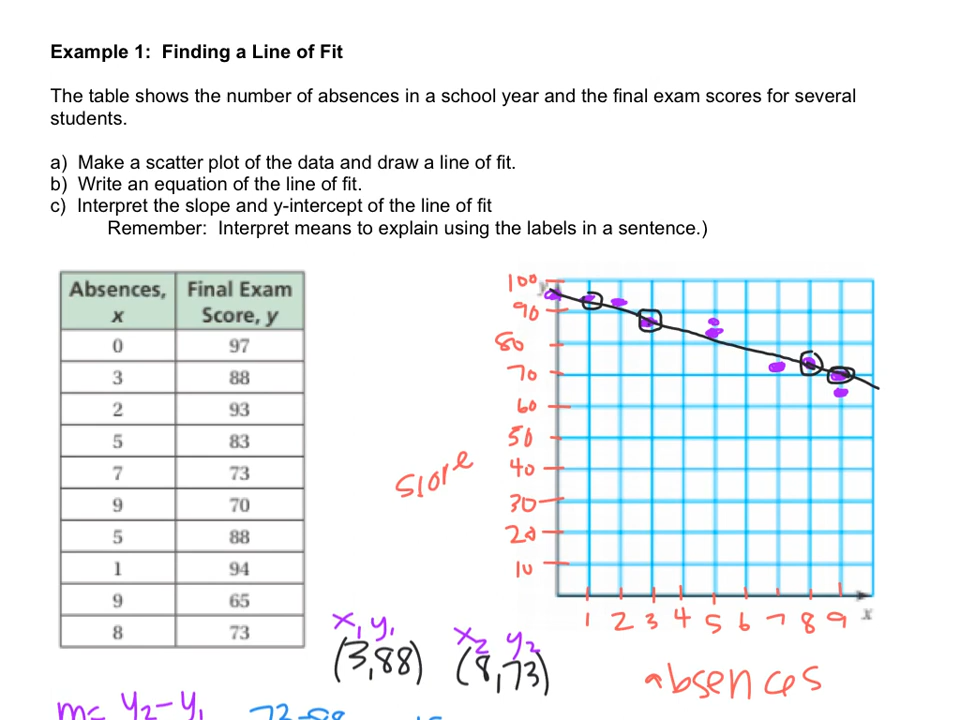 Example 1:  Finding a Line of Fit
The table shows the number of absences in a school year and the final exam scores for several
students.
a)  Make a scatter plot of the data and draw a line of fit.
b)  Write an equation of the line of fit.
c)  Interpret the slope and y-intercept of the line of fit
Remember:  Interpret means to explain using the labels in a sentence.)
Absences, x | Final Exam Score, y
0 97
3 88
2 93
5 83
7 73
9 70
5 88
1 94
9 65
8 73
100
y
90
80
70
60
50
40
30
20
10
score
1 2 3 4 5 6 7 8 9 x
absences
x₁ y₁ x₂ y₂
(3,88) (8,73)
m= y₂-y₁